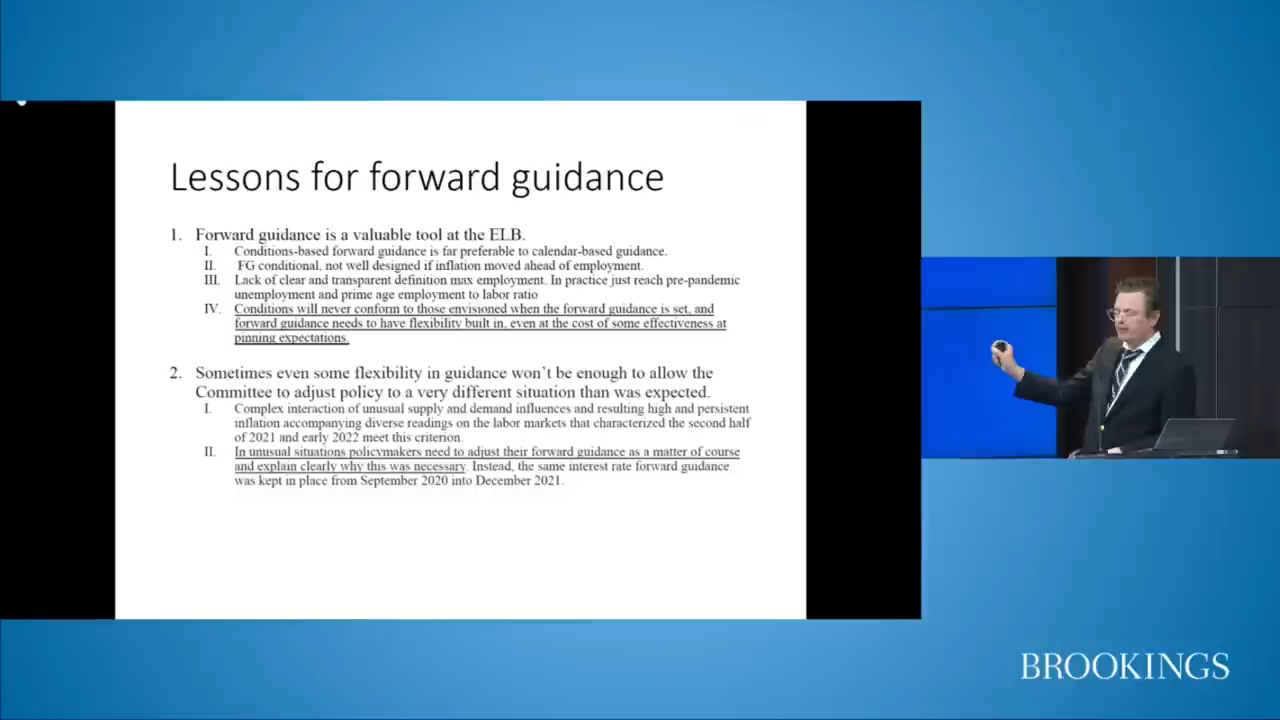 Lessons for forward guidance
1. Forward guidance is a valuable tool at the ELB.
I. Conditions-based forward guidance is far preferable to calendar-based guidance.
II. FG conditional, not well designed if inflation moved ahead of employment.
III. Lack of clear and transparent definition max employment. In practice just reach pre-pandemic
unemployment and prime age employment to labor ratio
IV. Conditions will never conform to those envisioned when the forward guidance is set, and
forward guidance needs to have flexibility built in, even at the cost of some effectiveness at
pinning expectations.
2. Sometimes even some flexibility in guidance won't be enough to allow the
Committee to adjust policy to a very different situation than was expected.
I. Complex interaction of unusual supply and demand influences and resulting high and persistent
inflation accompanying diverse readings on the labor markets that characterized the second half
of 2021 and early 2022 meet this criterion.
II. In unusual situations policymakers need to adjust their forward guidance as a matter of course
and explain clearly why this was necessary. Instead, the same interest rate forward guidance
was kept in place from September 2020 into December 2021.
BROOKINGS